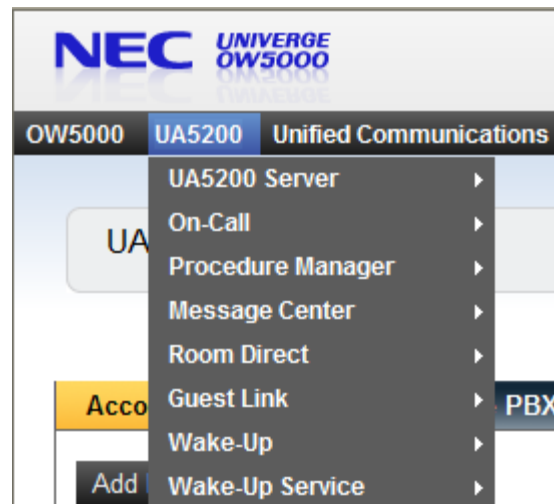 NEC UNIVERGE
OW5000
OW5000 UA5200 Unified Communications
UA5200 Server
On-Call
UA
Procedure Manager
Message Center
Room Direct
Acco Guest Link PBX
Wake-Up
Add Wake-Up Service